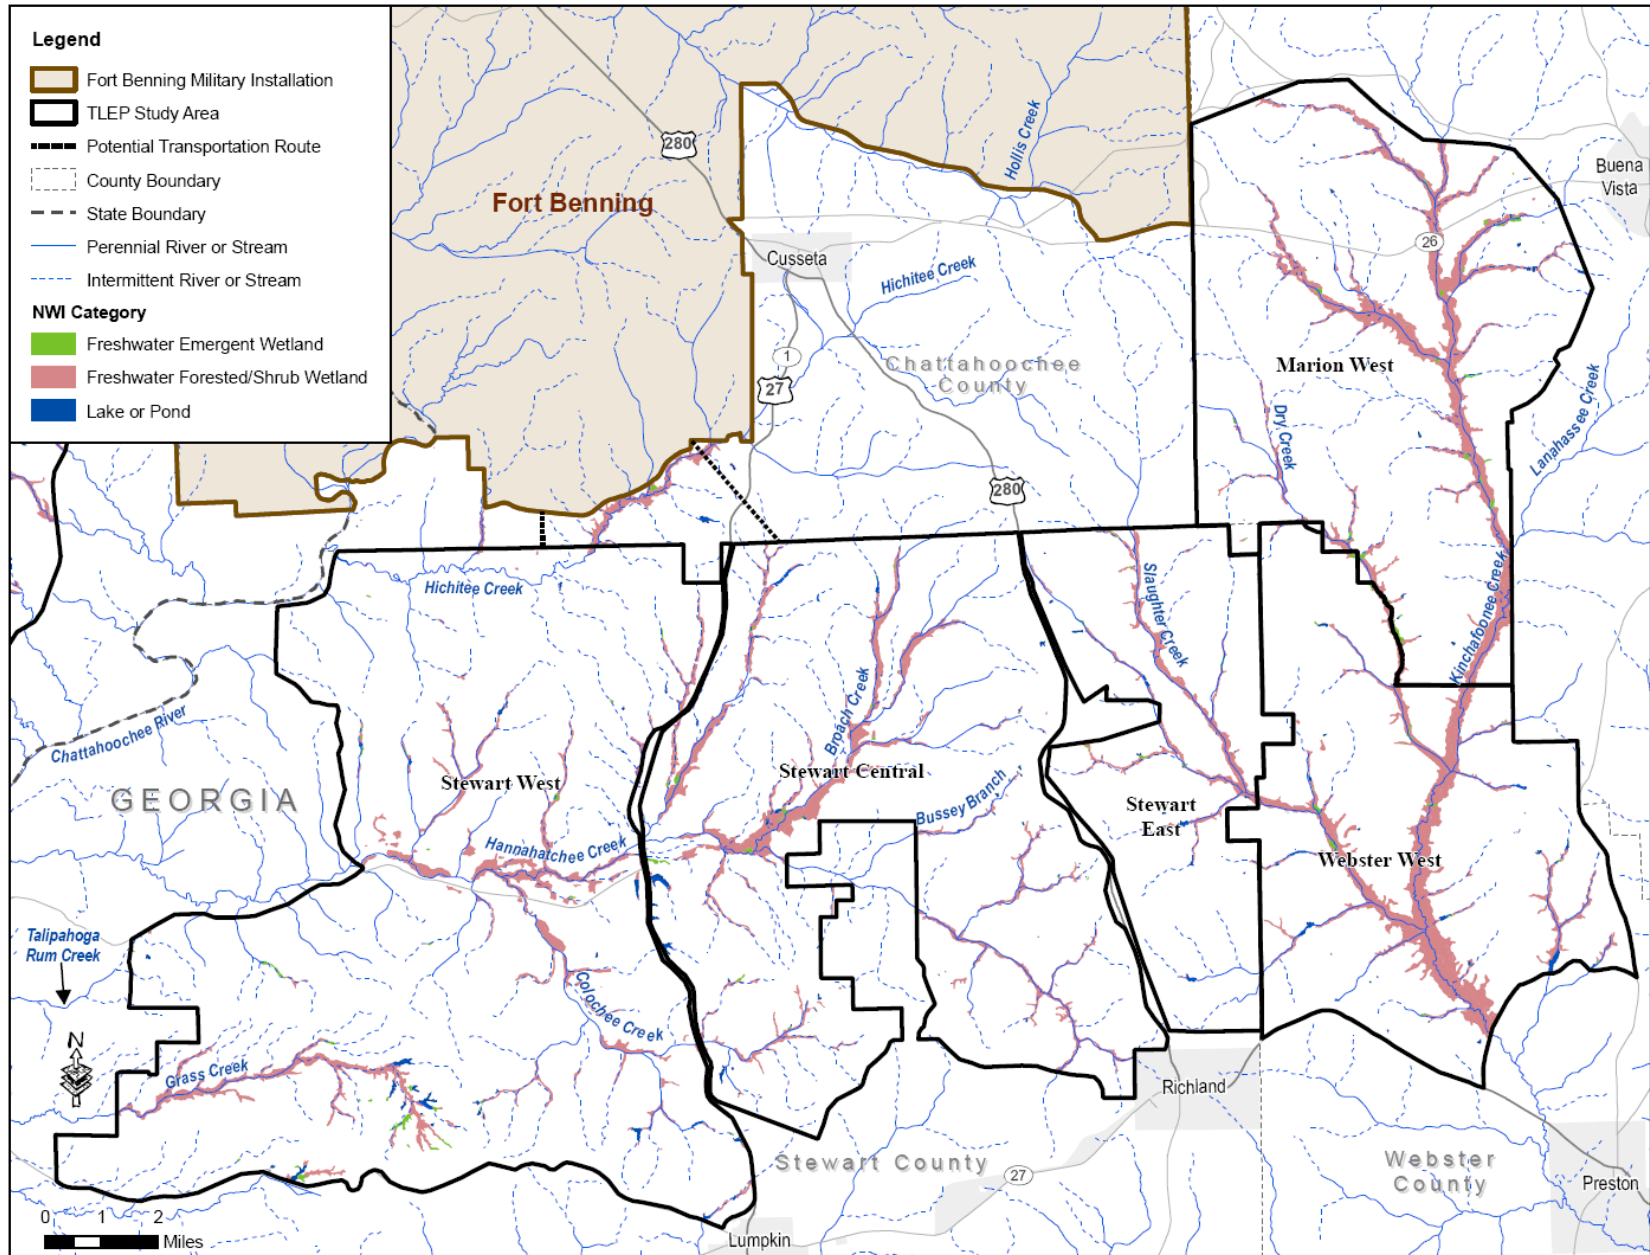 Legend
Fort Benning Military Installation
TLEP Study Area
Potential Transportation Route
County Boundary
State Boundary
Perennial River or Stream
Intermittent River or Stream
NWI Category
Freshwater Emergent Wetland
Freshwater Forested/Shrub Wetland
Lake or Pond
280
Fort Benning
Hollis Creek
Buena
Vista
26
Cusseta
Hichitee Creek
1
27
Chattahoochee
County
Marion West
Lanahassee Creek
Dry Creek
280
Hichitee Creek
Slaughter Creek
Kinchafoonee Creek
Chattahoochee River
Broach Creek
GEORGIA
Stewart West
Stewart Central
Bussey Branch
Stewart
East
Hannahatchee Creek
Webster West
Talipahoga
Rum Creek
Colochee Creek
N
Grass Creek
Richland
Stewart County
27
Webster
County
Preston
0 1 2
Miles
Lumpkin